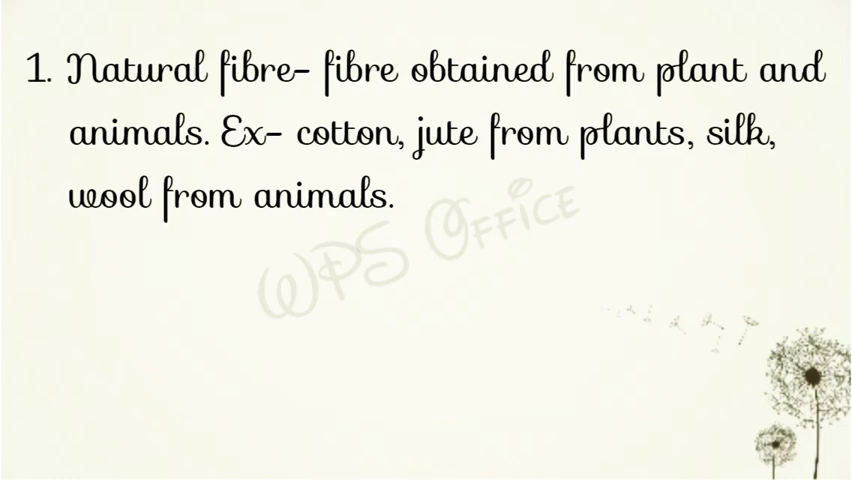 1. Natural fibre- fibre obtained from plant and
animals. Ex- cotton, jute from plants, silk,
wool from animals.
WPS Office